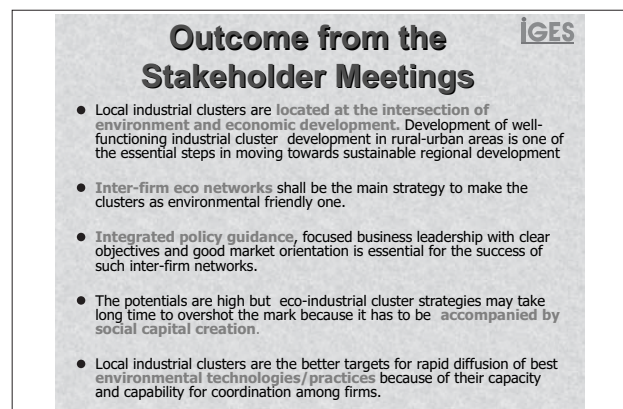 Outcome from the
IGES
Stakeholder Meetings
● Local industrial clusters are located at the intersection of
environment and economic development. Development of well-
functioning industrial cluster development in rural-urban areas is one of
the essential steps in moving towards sustainable regional development
● Inter-firm eco networks shall be the main strategy to make the
clusters as environmental friendly one.
● Integrated policy guidance, focused business leadership with clear
objectives and good market orientation is essential for the success of
such inter-firm networks.
● The potentials are high but eco-industrial cluster strategies may take
long time to overshot the mark because it has to be accompanied by
social capital creation.
● Local industrial clusters are the better targets for rapid diffusion of best
environmental technologies/practices because of their capacity
and capability for coordination among firms.